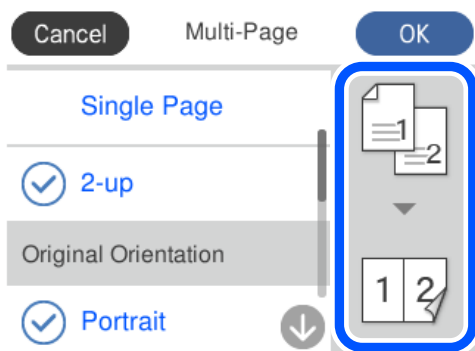 Cancel Multi-Page OK
Single Page
2-up
Original Orientation
Portrait
1
2
1 2